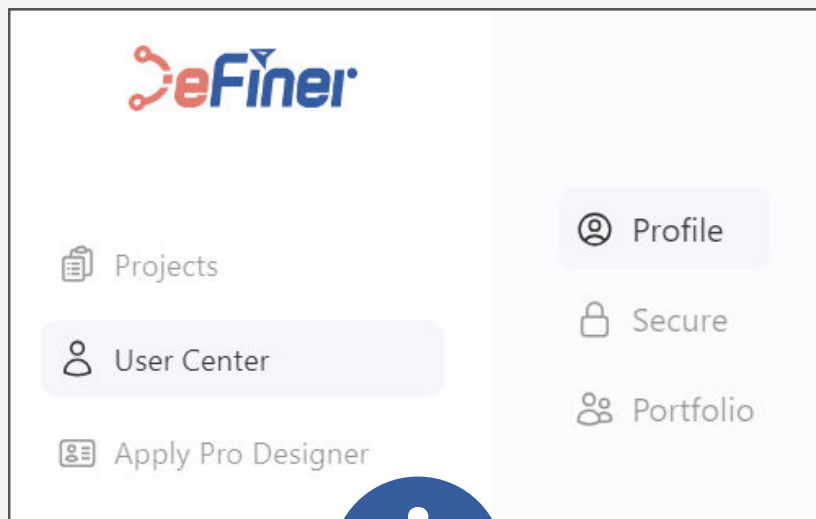 DeFiner
Projects
User Center
Apply Pro Designer
Profile
Secure
Portfolio